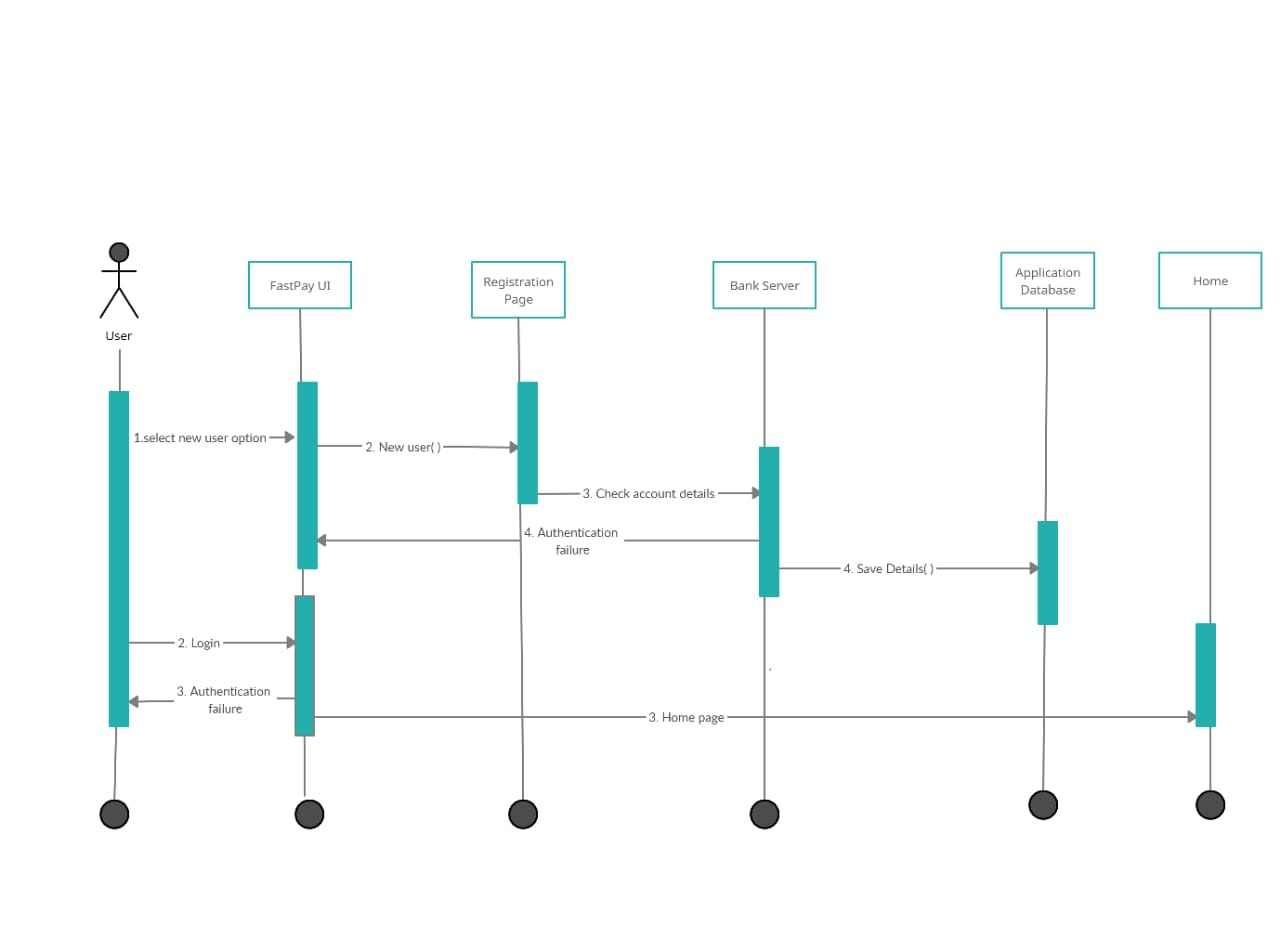 User
FastPay UI
Registration
Page
Bank Server
Application
Database
Home
1.select new user option
2. New user( )
3. Check account details
4. Authentication
failure
4. Save Details( )
2. Login
3. Authentication
failure
3. Home page